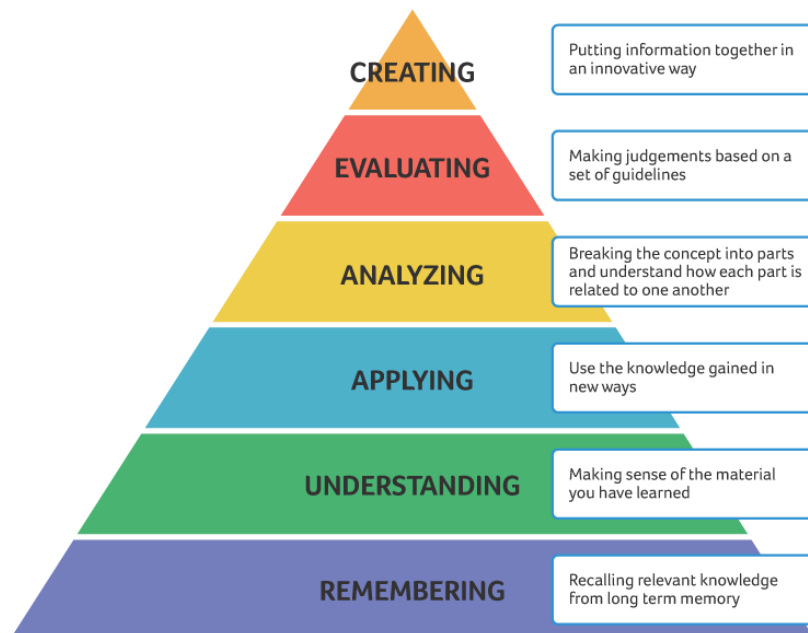 CREATING
Putting information together in
an innovative way
EVALUATING
Making judgements based on a
set of guidelines
ANALYZING
Breaking the concept into parts
and understand how each part is
related to one another
APPLYING
Use the knowledge gained in
new ways
UNDERSTANDING
Making sense of the material
you have learned
REMEMBERING
Recalling relevant knowledge
from long term memory